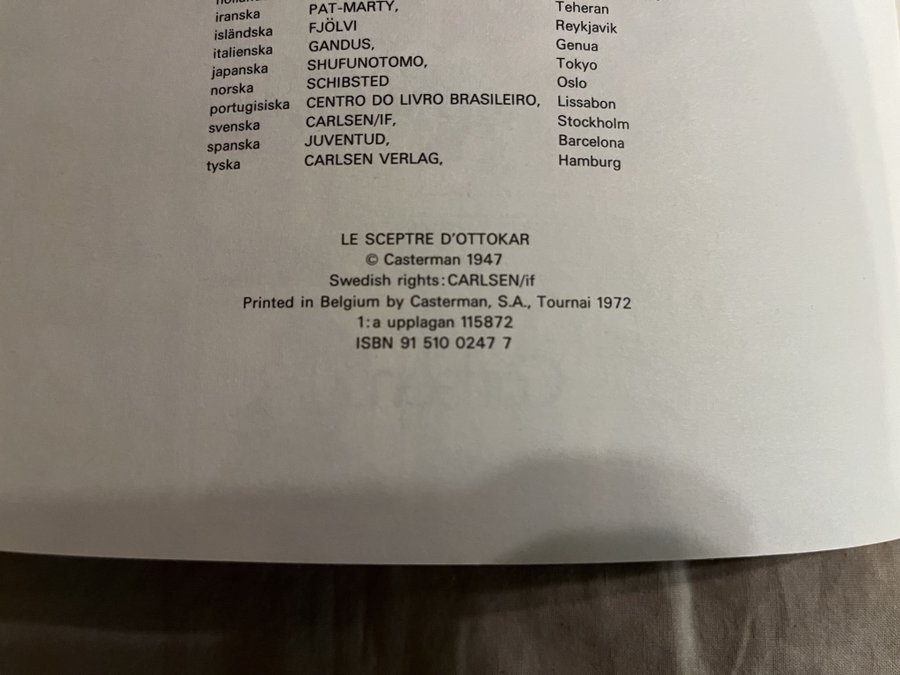 iranska PAT-MARTY, Teheran
isländska FJÖLVI Reykjavik
italienska GANDUS, Genua
japanska SHUFUNOTOMO, Tokyo
norska SCHIBSTED Oslo
portugisiska CENTRO DO LIVRO BRASILEIRO, Lissabon
svenska CARLSEN/IF, Stockholm
spanska JUVENTUD, Barcelona
tyska CARLSEN VERLAG, Hamburg
LE SCEPTRE D'OTTOKAR
© Casterman 1947
Swedish rights: CARLSEN/if
Printed in Belgium by Casterman, S.A., Tournai 1972
1:a upplagan 115872
ISBN 91 510 0247 7